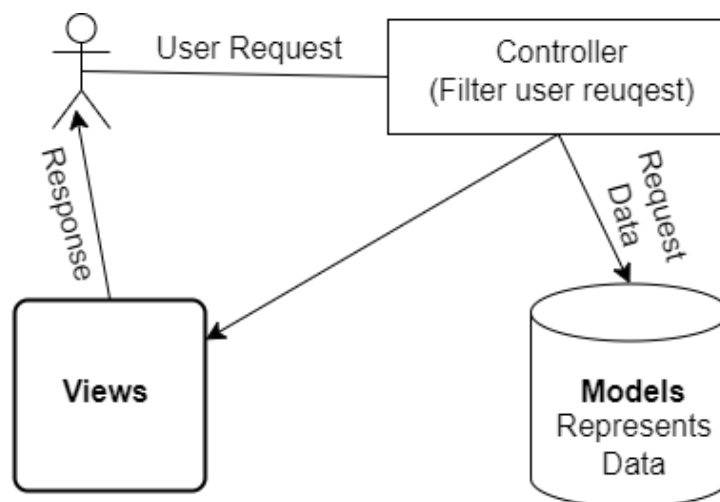 User Request
Controller
(Filter user reuqest)
Response
Request
Data
Views
Models
Represents
Data